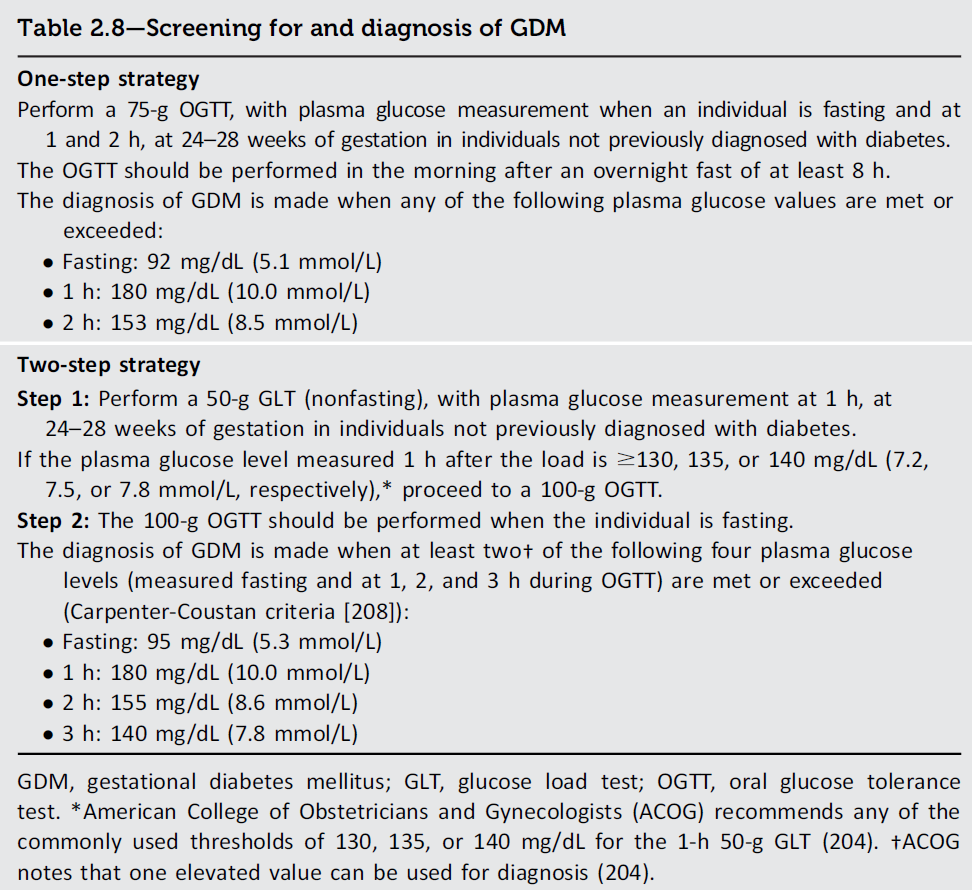 Table 2.8—Screening for and diagnosis of GDM
One-step strategy
Perform a 75-g OGTT, with plasma glucose measurement when an individual is fasting and at
1 and 2 h, at 24–28 weeks of gestation in individuals not previously diagnosed with diabetes.
The OGTT should be performed in the morning after an overnight fast of at least 8 h.
The diagnosis of GDM is made when any of the following plasma glucose values are met or
exceeded:
● Fasting: 92 mg/dL (5.1 mmol/L)
● 1 h: 180 mg/dL (10.0 mmol/L)
● 2 h: 153 mg/dL (8.5 mmol/L)
Two-step strategy
Step 1: Perform a 50-g GLT (nonfasting), with plasma glucose measurement at 1 h, at
24–28 weeks of gestation in individuals not previously diagnosed with diabetes.
If the plasma glucose level measured 1 h after the load is ≥130, 135, or 140 mg/dL (7.2,
7.5, or 7.8 mmol/L, respectively),* proceed to a 100-g OGTT.
Step 2: The 100-g OGTT should be performed when the individual is fasting.
The diagnosis of GDM is made when at least two† of the following four plasma glucose
levels (measured fasting and at 1, 2, and 3 h during OGTT) are met or exceeded
(Carpenter-Coustan criteria [208]):
● Fasting: 95 mg/dL (5.3 mmol/L)
● 1 h: 180 mg/dL (10.0 mmol/L)
● 2 h: 155 mg/dL (8.6 mmol/L)
● 3 h: 140 mg/dL (7.8 mmol/L)
GDM, gestational diabetes mellitus; GLT, glucose load test; OGTT, oral glucose tolerance
test. *American College of Obstetricians and Gynecologists (ACOG) recommends any of the
commonly used thresholds of 130, 135, or 140 mg/dL for the 1-h 50-g GLT (204). †ACOG
notes that one elevated value can be used for diagnosis (204).